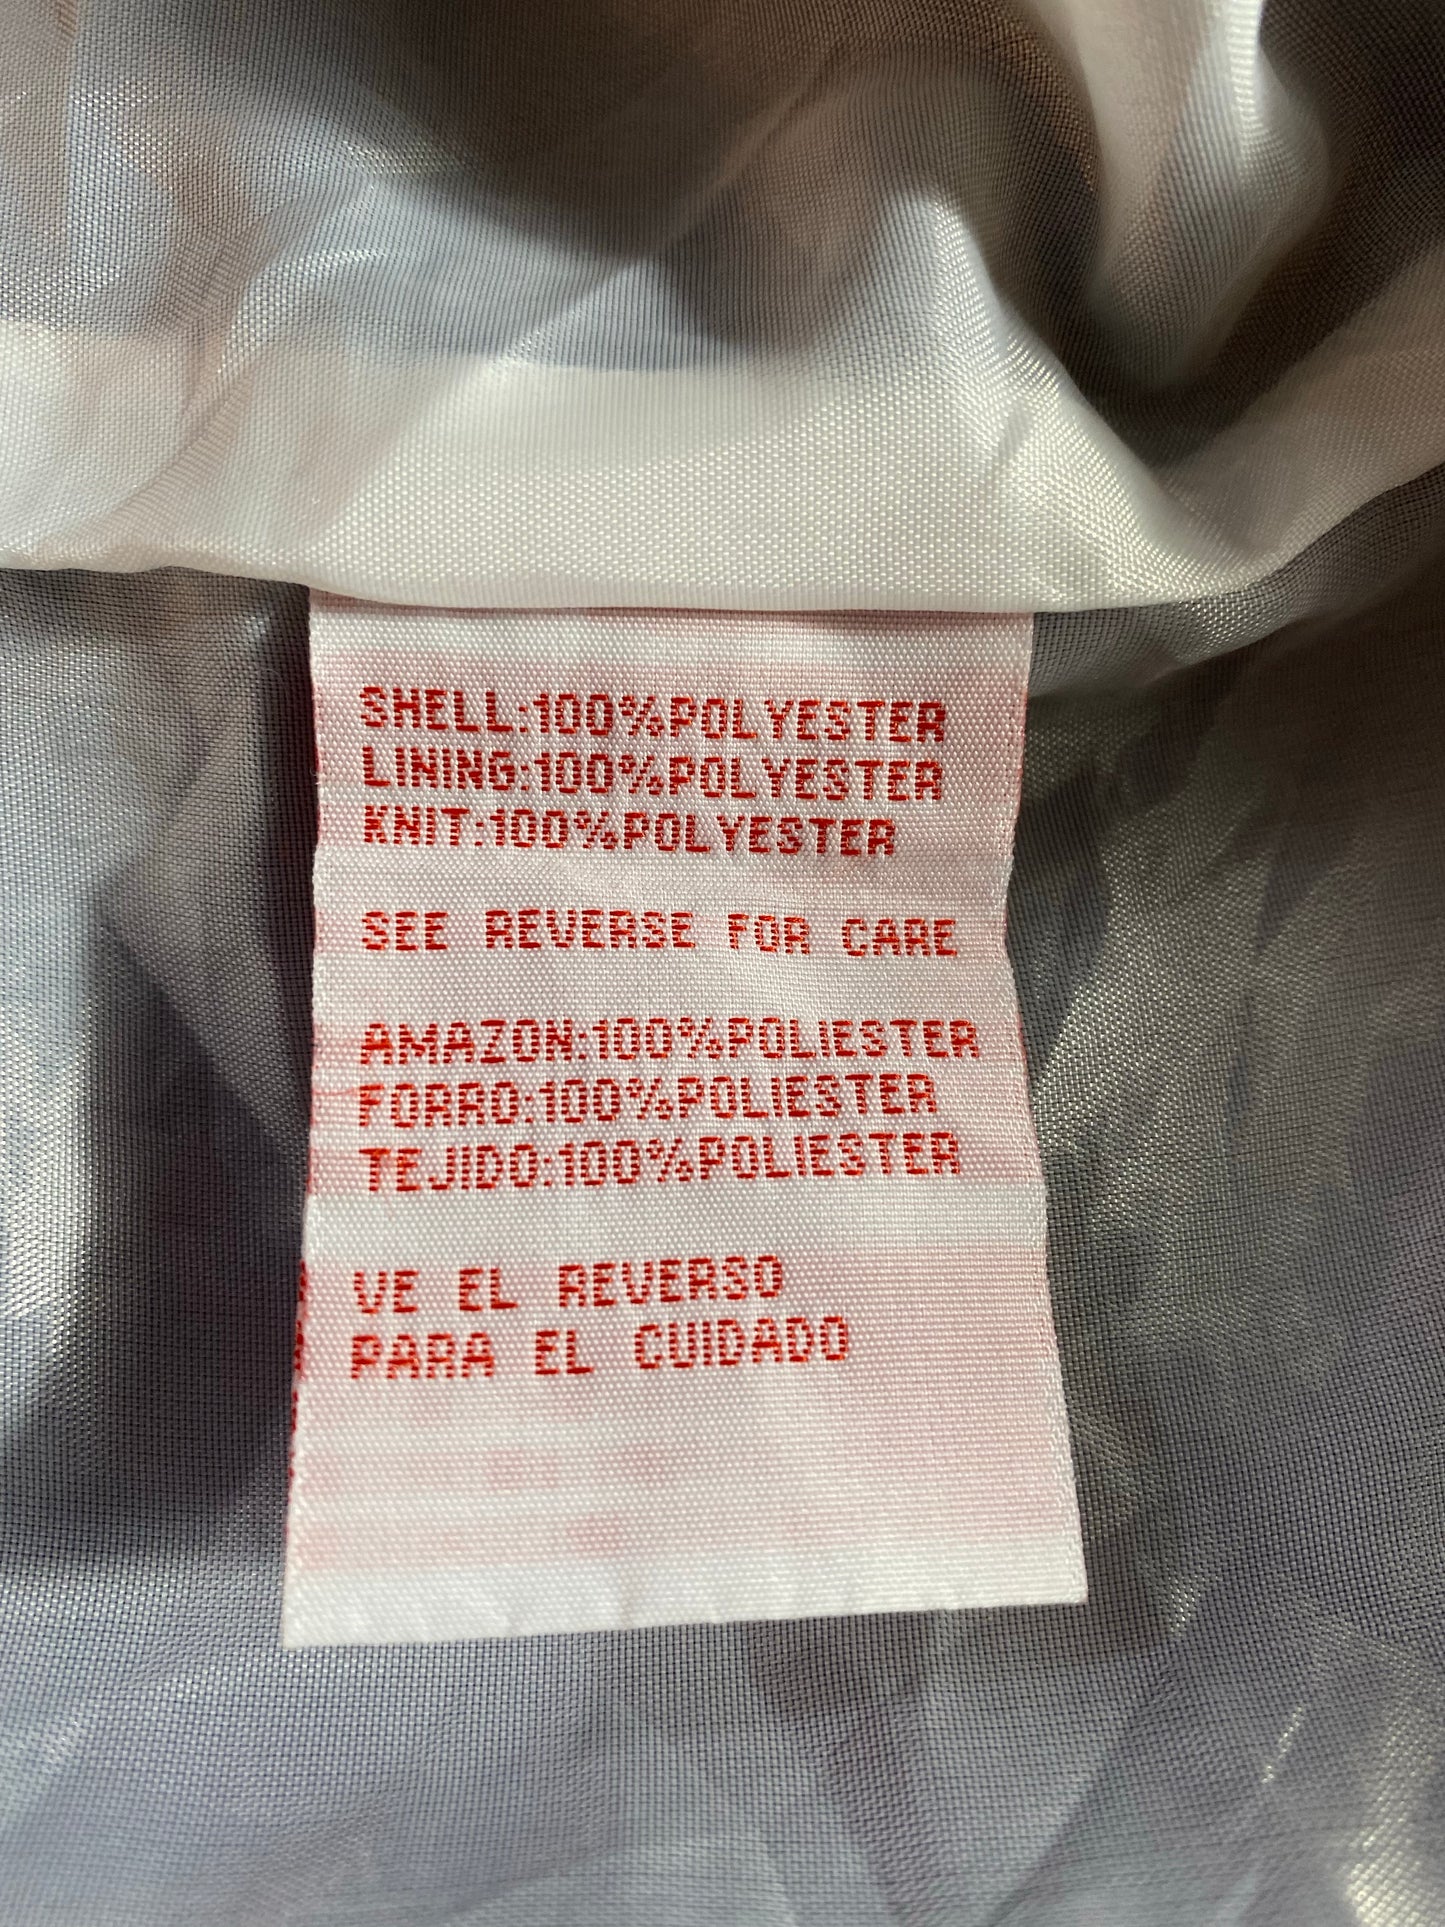 SHELL:100%POLYESTER
LINING:100%POLYESTER
KNIT:100%POLYESTER
SEE REVERSE FOR CARE
AMAZON:100%POLIESTER
FORRO:100%POLIESTER
TEJIDO:100%POLIESTER
VE EL REVERSO
PARA EL CUIDADO